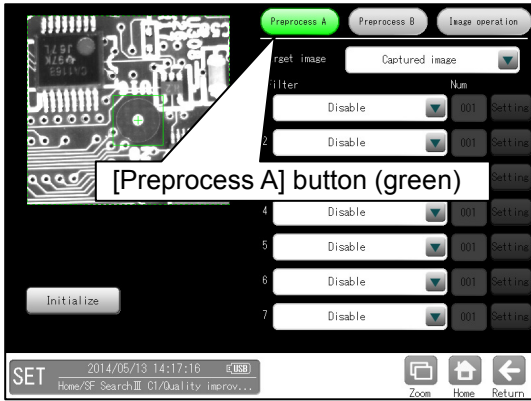 Preprocess A Preprocess B Image operation
rget image Captured image
ilter Num
Disable 001 Setting
2 Disable 001 Setting
[Preprocess A] button (green)
4 Disable 001 Setting
5 Disable 001 Setting
6 Disable 001 Setting
7 Disable 001 Setting
Initialize
SET 2014/05/13 14:17:16 USB
Home/SF SearchⅢ C1/Quality improv...
Zoom Home Return